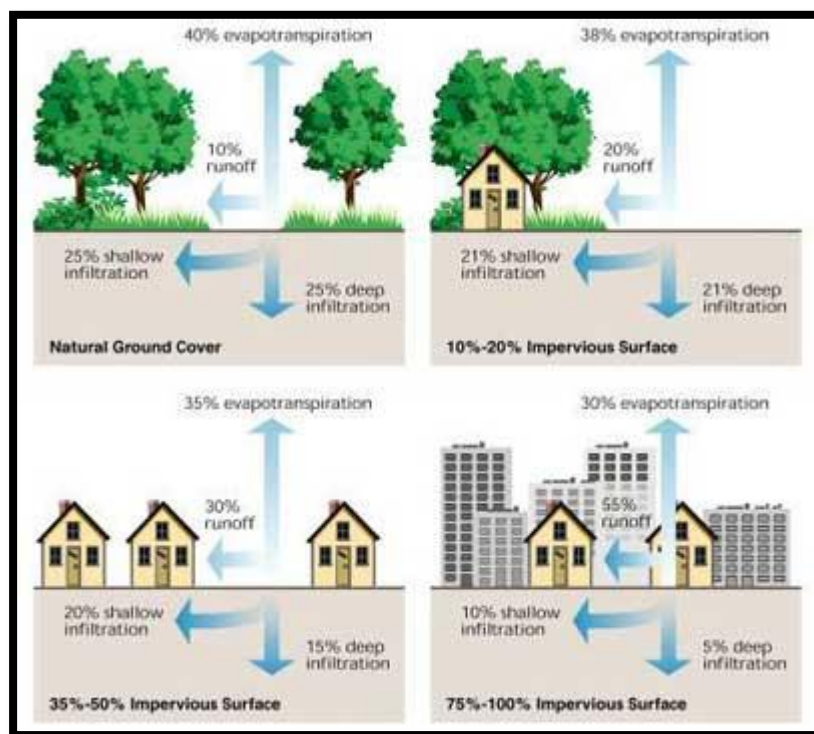 40% evapotranspiration
10%
runoff
25% shallow
infiltration
25% deep
infiltration
Natural Ground Cover
38% evapotranspiration
20%
runoff
21% shallow
infiltration
21% deep
infiltration
10%-20% Impervious Surface
35% evapotranspiration
30%
runoff
20% shallow
infiltration
15% deep
infiltration
35%-50% Impervious Surface
30% evapotranspiration
55%
runoff
10% shallow
infiltration
5% deep
infiltration
75%-100% Impervious Surface